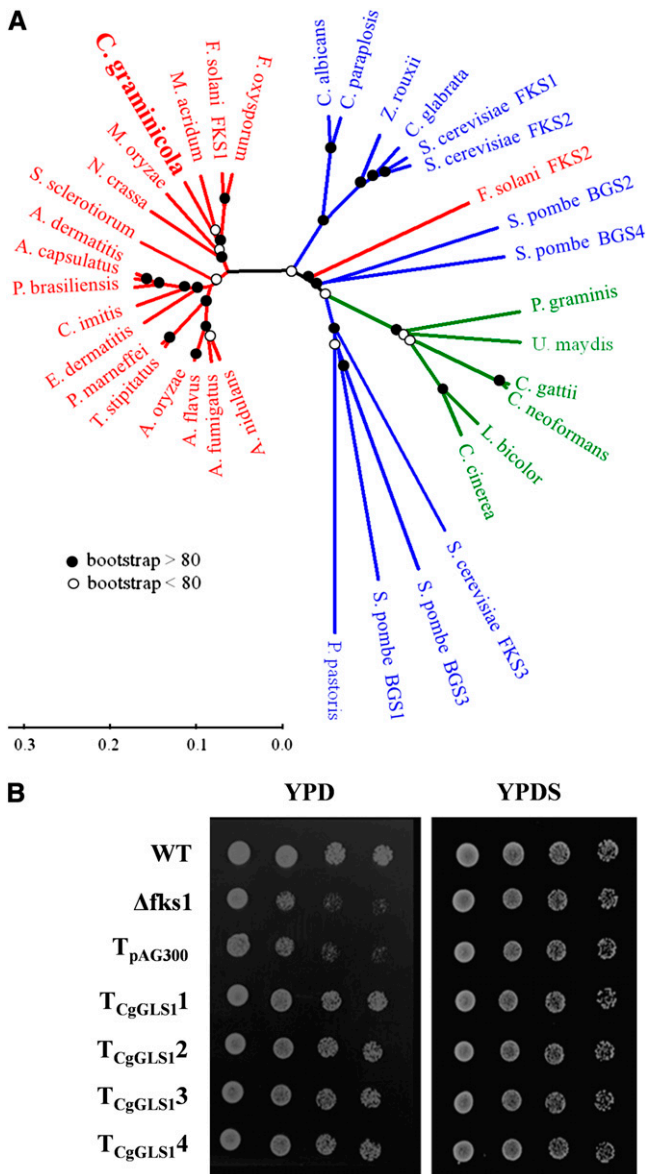 A
C. graminicola
M. acridum
F. solani FKS1
F. oxysporum
M. oryzae
N. crassa
S. sclerotiorum
A. dermatitis
A. capsulatus
P. brasiliensis
C. imitis
E. dermatitis
P. marneffei
T. stipitatus
A. oryzae
A. flavus
A. fumigatus
A. nidulans
C. albicans
C. paraplosis
Z. rouxii
C. glabrata
S. cerevisiae FKS1
S. cerevisiae FKS2
F. solani FKS2
S. pombe BGS2
S. pombe BGS4
P. graminis
U. maydis
C. gattii
C. neoformans
L. bicolor
C. cinerea
S. cerevisiae FKS3
S. pombe BGS3
S. pombe BGS1
P. pastoris
bootstrap > 80
bootstrap < 80
0.3 0.2 0.1 0.0
B
YPD YPDS
WT
Δfks1
TpAG300
TCgGLS11
TCgGLS12
TCgGLS13
TCgGLS14